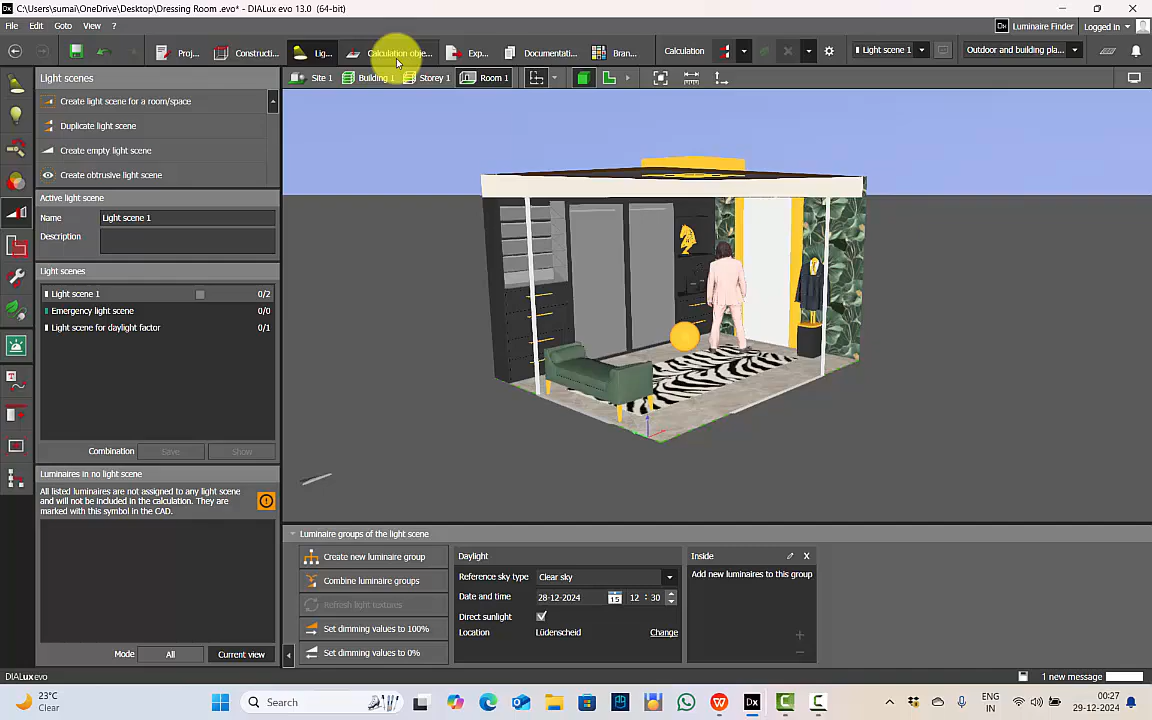 C:\Users\sumai\OneDrive\Desktop\Dressing Room .evo* - DIALux evo 13.0 (64-bit)
File Edit Goto View ? Luminaire Finder Logged in
Proj... Constructi... Lig... Calculation obje... Exp... Documentati... Bran... Calculation Light scene 1 Outdoor and building pla...
Light scenes Site 1 Building 1 Storey 1 Room 1
Create light scene for a room/space
Duplicate light scene
Create empty light scene
Create obtrusive light scene
Active light scene
Name Light scene 1
Description
Light scenes
Light scene 1 0/2
Emergency light scene 0/0
Light scene for daylight factor 0/1
Combination Save Show
Luminaires in no light scene
All listed luminaires are not assigned to any light scene
and will not be included in the calculation. They are
marked with this symbol in the CAD.
Luminaire groups of the light scene
Create new luminaire group
Combine luminaire groups
Refresh light textures
Set dimming values to 100%
Set dimming values to 0%
Daylight
Reference sky type Clear sky
Date and time 28-12-2024 15 12 : 30
Direct sunlight
Location Lüdenscheid Change
Inside
Add new luminaires to this group
Mode All Current view
DIALux evo 1 new message
23°C
Clear
Search
ENG
IN
00:27
29-12-2024